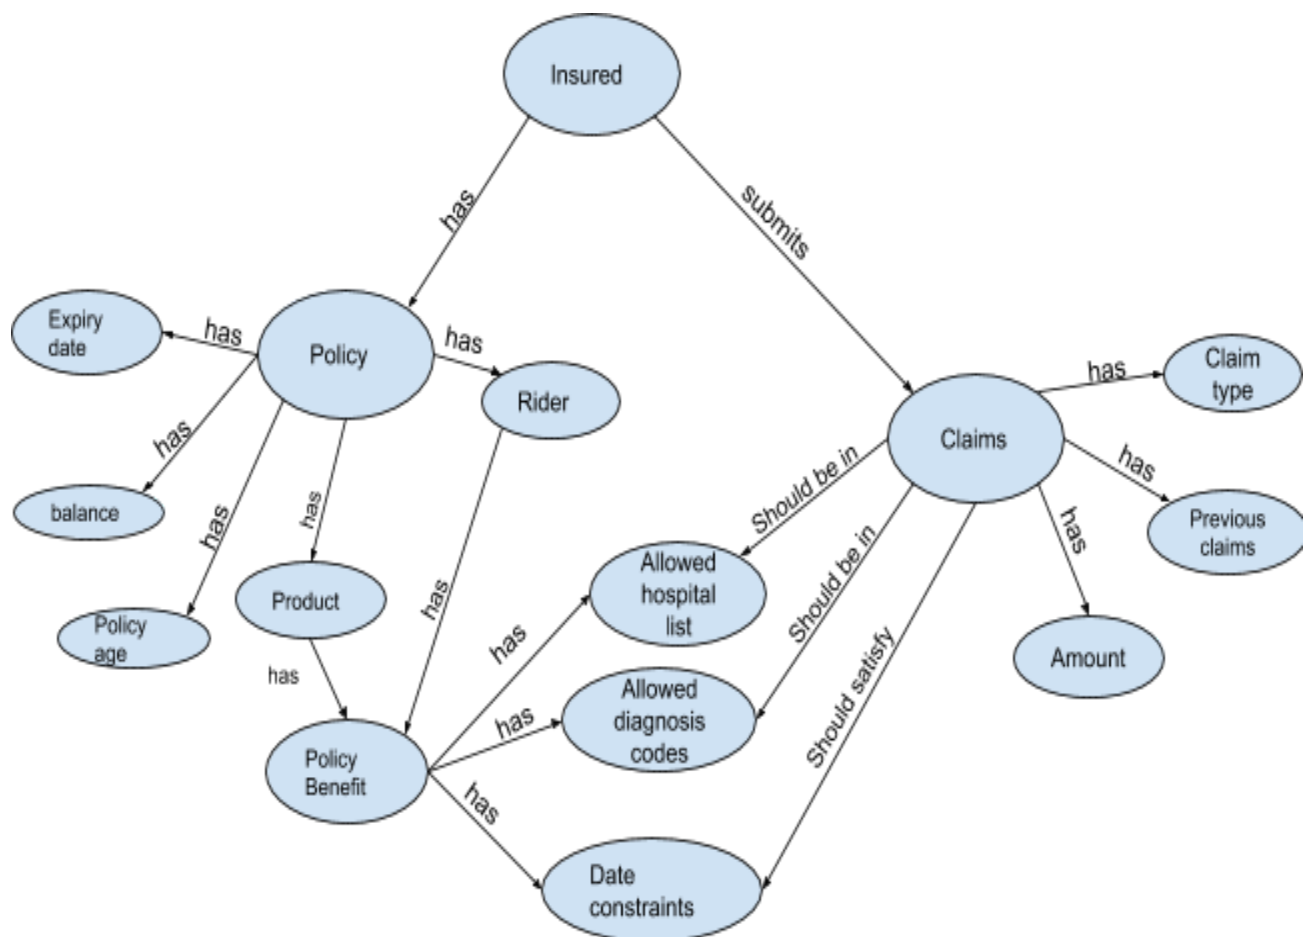 Insured
has
submits
Expiry
date
has
Policy
has
Rider
Claims
has
Claim
type
has
balance
has
has
Should be in
has
Previous
claims
Policy
age
Product
has
Allowed
hospital
list
Should be in
has
Amount
has
has
Allowed
diagnosis
codes
Should satisfy
has
Policy
Benefit
has
Date
constraints